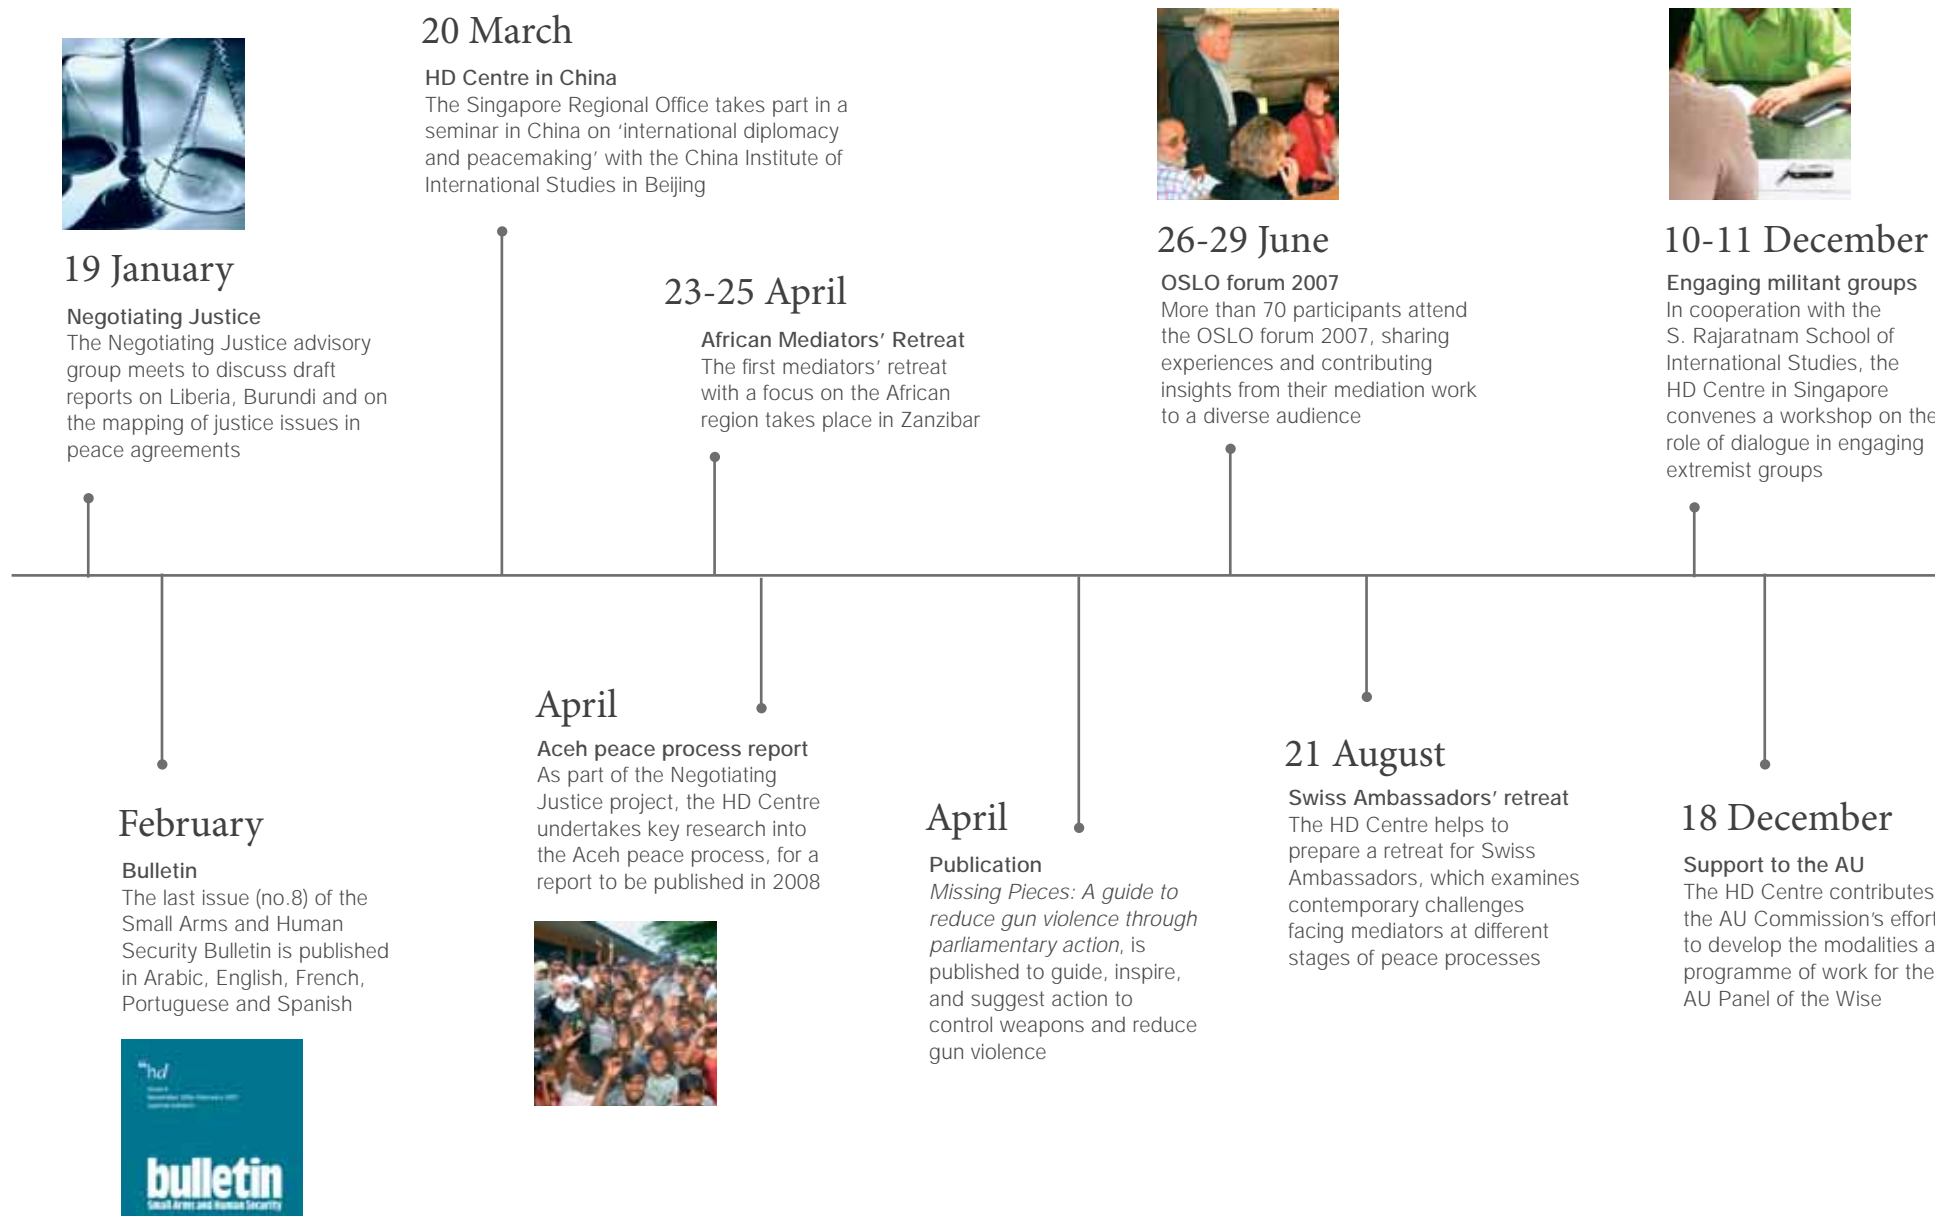 19 January
Negotiating Justice
The Negotiating Justice advisory
group meets to discuss draft
reports on Liberia, Burundi and on
the mapping of justice issues in
peace agreements
February
Bulletin
The last issue (no.8) of the
Small Arms and Human
Security Bulletin is published
in Arabic, English, French,
Portuguese and Spanish
"hd
bulletin
Small Arms and Human Security
20 March
HD Centre in China
The Singapore Regional Office takes part in a
seminar in China on ‘international diplomacy
and peacemaking’ with the China Institute of
International Studies in Beijing
23-25 April
African Mediators’ Retreat
The first mediators’ retreat
with a focus on the African
region takes place in Zanzibar
April
Aceh peace process report
As part of the Negotiating
Justice project, the HD Centre
undertakes key research into
the Aceh peace process, for a
report to be published in 2008
April
Publication
Missing Pieces: A guide to
reduce gun violence through
parliamentary action, is
published to guide, inspire,
and suggest action to
control weapons and reduce
gun violence
26-29 June
OSLO forum 2007
More than 70 participants attend
the OSLO forum 2007, sharing
experiences and contributing
insights from their mediation work
to a diverse audience
21 August
Swiss Ambassadors’ retreat
The HD Centre helps to
prepare a retreat for Swiss
Ambassadors, which examines
contemporary challenges
facing mediators at different
stages of peace processes
10-11 December
Engaging militant groups
In cooperation with the
S. Rajaratnam School of
International Studies, the
HD Centre in Singapore
convenes a workshop on the
role of dialogue in engaging
extremist groups
18 December
Support to the AU
The HD Centre contributes
the AU Commission’s effort
to develop the modalities a
programme of work for the
AU Panel of the Wise